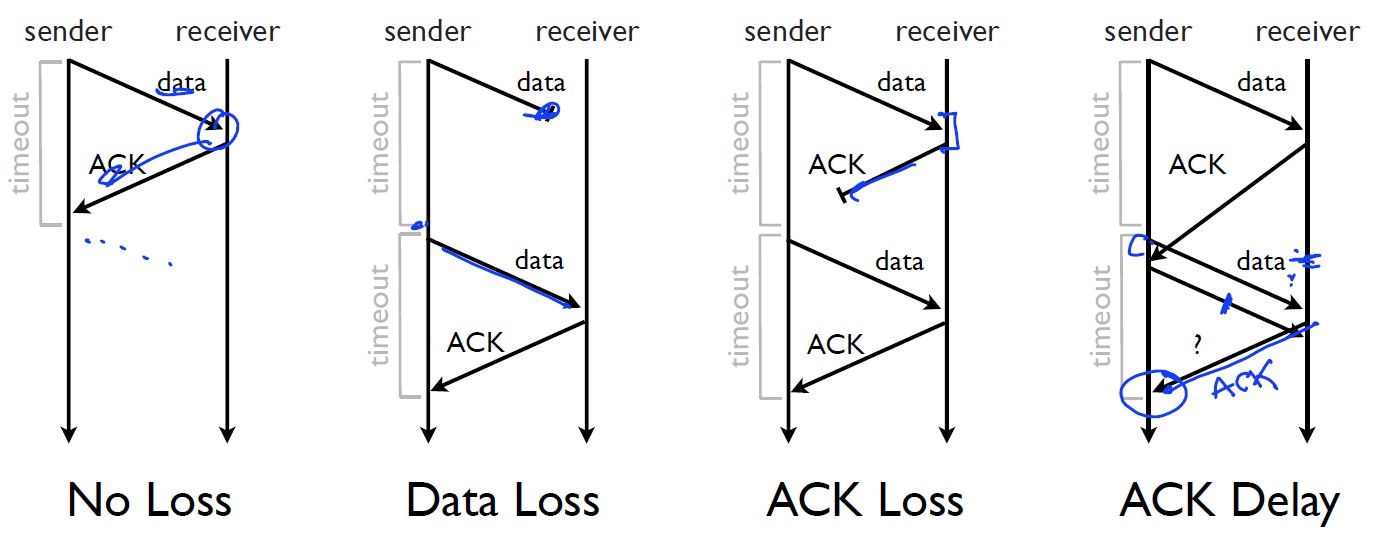 sender receiver
timeout
data
ACK
No Loss
sender receiver
timeout
data
timeout
data
ACK
Data Loss
sender receiver
timeout
data
ACK
timeout
data
ACK
ACK Loss
sender receiver
timeout
data
ACK
timeout
data
?
ACK
ACK Delay